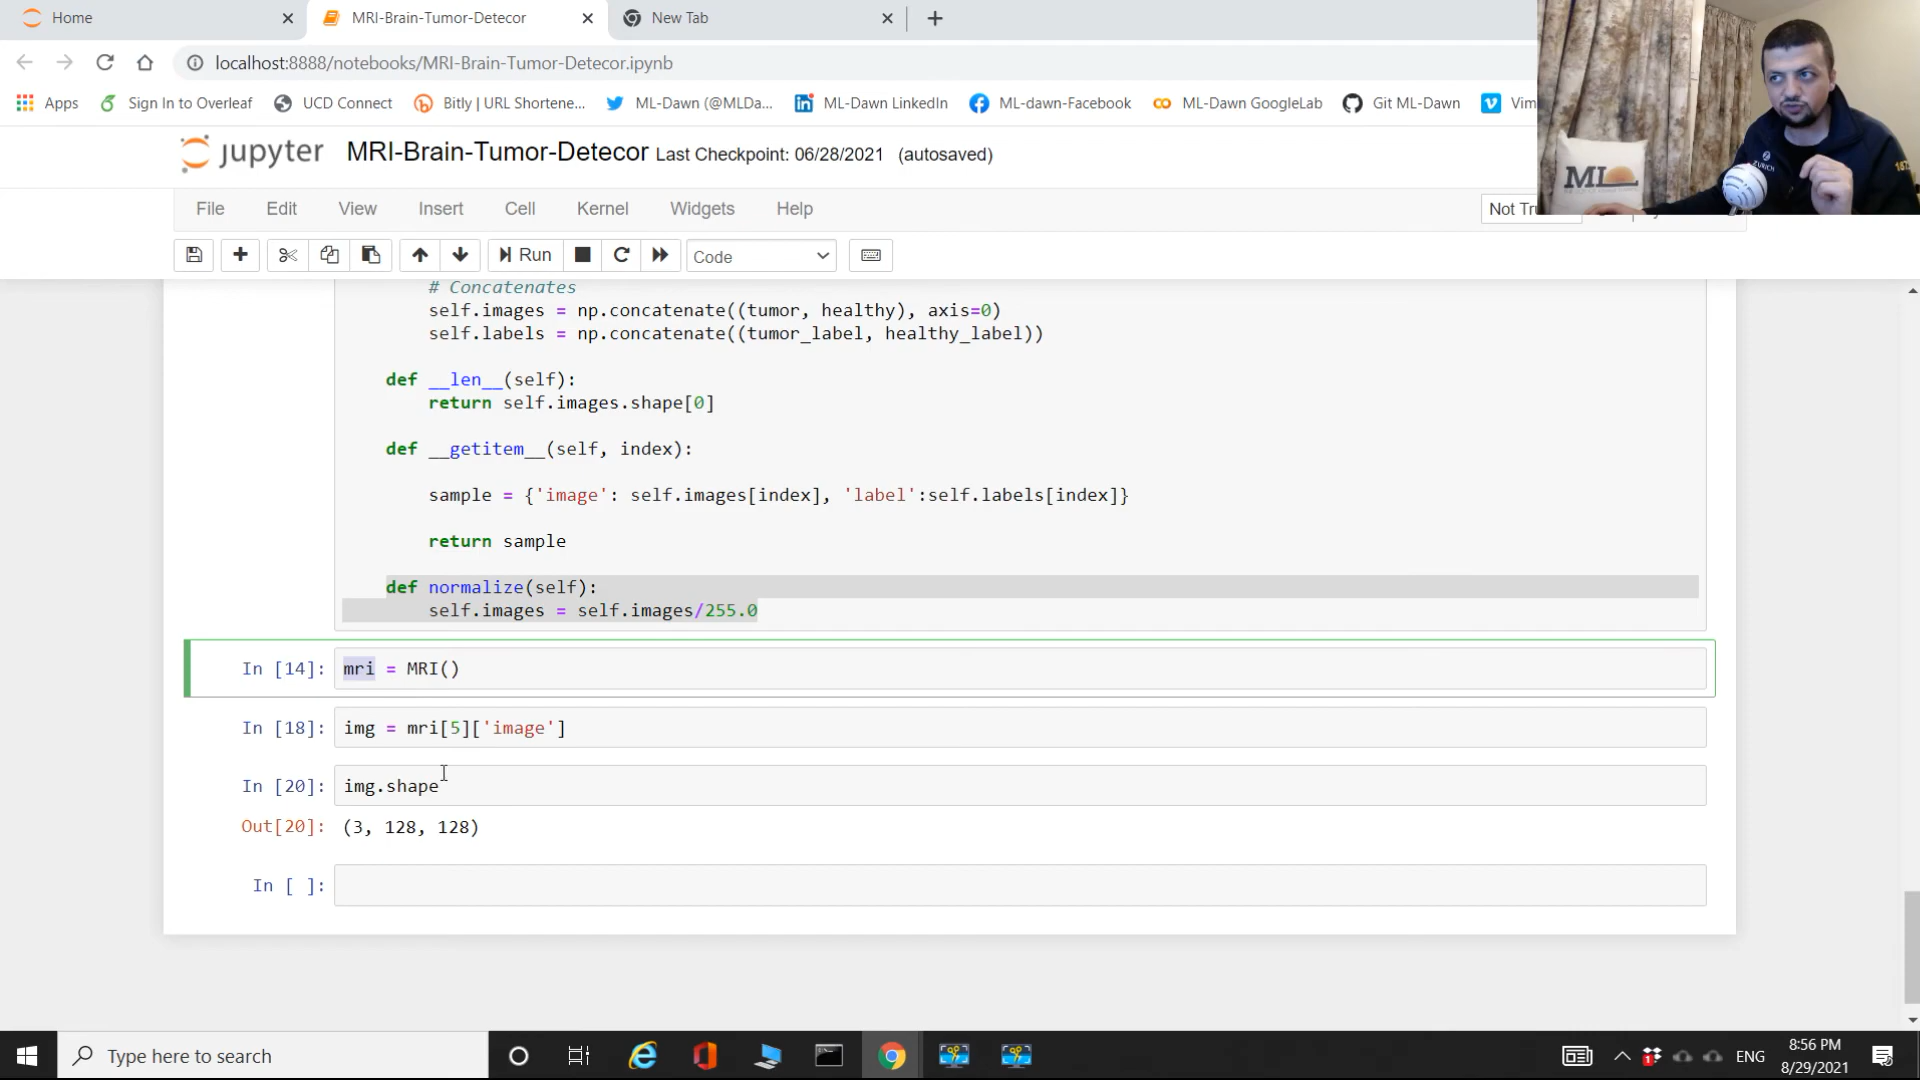 Home
MRI-Brain-Tumor-Detecor
New Tab
localhost:8888/notebooks/MRI-Brain-Tumor-Detecor.ipynb
Apps Sign In to Overleaf UCD Connect Bitly | URL Shortene... ML-Dawn (@MLDa... ML-Dawn LinkedIn ML-dawn-Facebook ML-Dawn GoogleLab Git ML-Dawn Vim
jupyter MRI-Brain-Tumor-Detecor Last Checkpoint: 06/28/2021 (autosaved)
ZURICH
ML
File Edit View Insert Cell Kernel Widgets Help Not Tru
Run Code
# Concatenates
self.images = np.concatenate((tumor, healthy), axis=0)
self.labels = np.concatenate((tumor_label, healthy_label))
def __len__(self):
return self.images.shape[0]
def __getitem__(self, index):
sample = {'image': self.images[index], 'label':self.labels[index]}
return sample
def normalize(self):
self.images = self.images/255.0
In [14]: mri = MRI()
In [18]: img = mri[5]['image']
In [20]: img.shape
Out[20]: (3, 128, 128)
In [ ]:
Type here to search
1
ENG
8:56 PM
8/29/2021